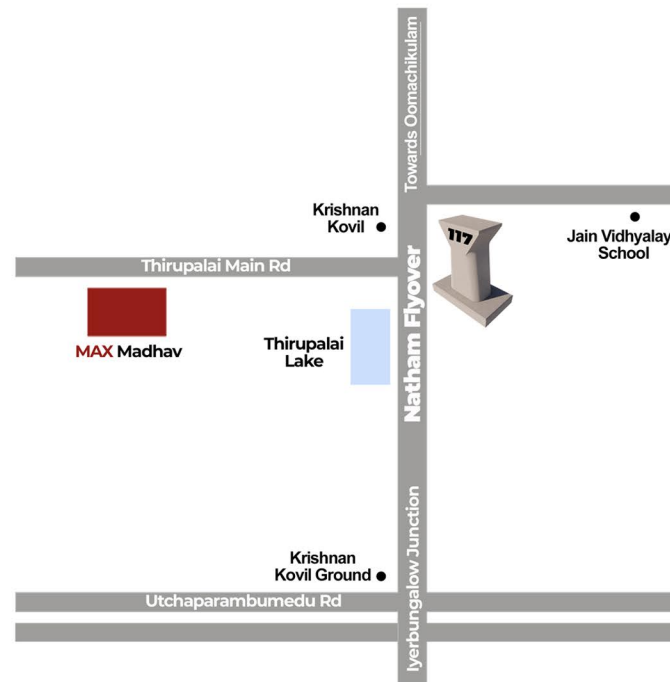 Towards Oomachikulam
Krishnan
Kovil
117
Jain Vidhyalay
School
Thirupalai Main Rd
Natham Flyover
MAX Madhav
Thirupalai
Lake
Iyerbungalow Junction
Krishnan
Kovil Ground
Utchaparambumedu Rd